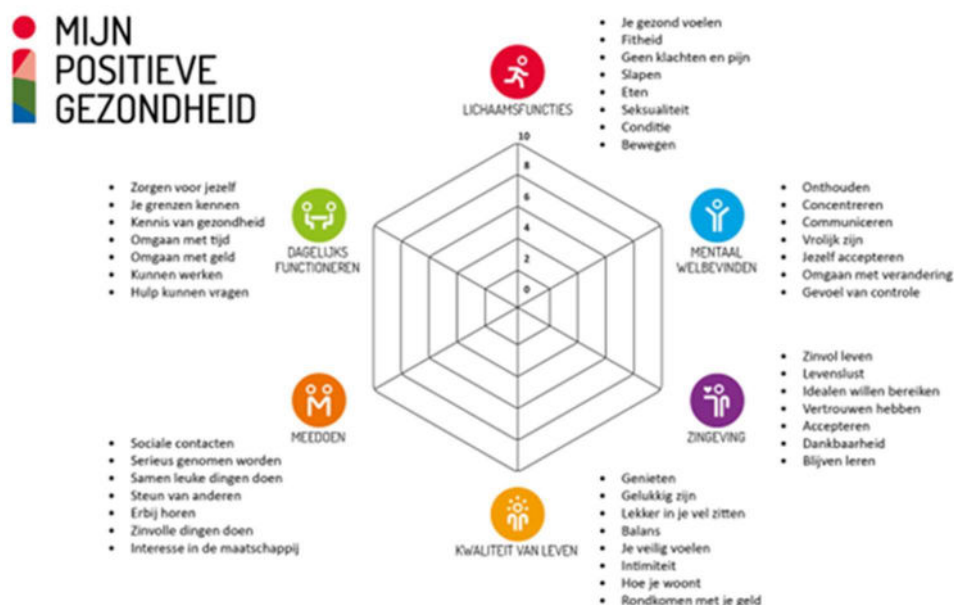 MIJN
POSITIEVE
GEZONDHEID
LICHAAMSFUNCTIES
Je gezond voelen
Fitheid
Geen klachten en pijn
Slapen
Eten
Seksualiteit
Conditie
Bewegen
10
8
6
4
2
0
Zorgen voor jezelf
Je grenzen kennen
Kennis van gezondheid
Omgaan met tijd
Omgaan met geld
Kunnen werken
Hulp kunnen vragen
DAGELIJKS
FUNCTIONEREN
MENTAAL
WELBEVINDEN
Onthouden
Concentreren
Communiceren
Vrolijk zijn
Jezelf accepteren
Omgaan met verandering
Gevoel van controle
MEEDOEN
Sociale contacten
Serieus genomen worden
Samen leuke dingen doen
Steun van anderen
Erbij horen
Zinvolle dingen doen
Interesse in de maatschappij
ZINGEVING
Zinvol leven
Levenslust
Idealen willen bereiken
Vertrouwen hebben
Accepteren
Dankbaarheid
Blijven leren
KWALITEIT VAN LEVEN
Genieten
Gelukkig zijn
Lekker in je vel zitten
Balans
Je veilig voelen
Intimiteit
Hoe je woont
Rondkomen met je geld